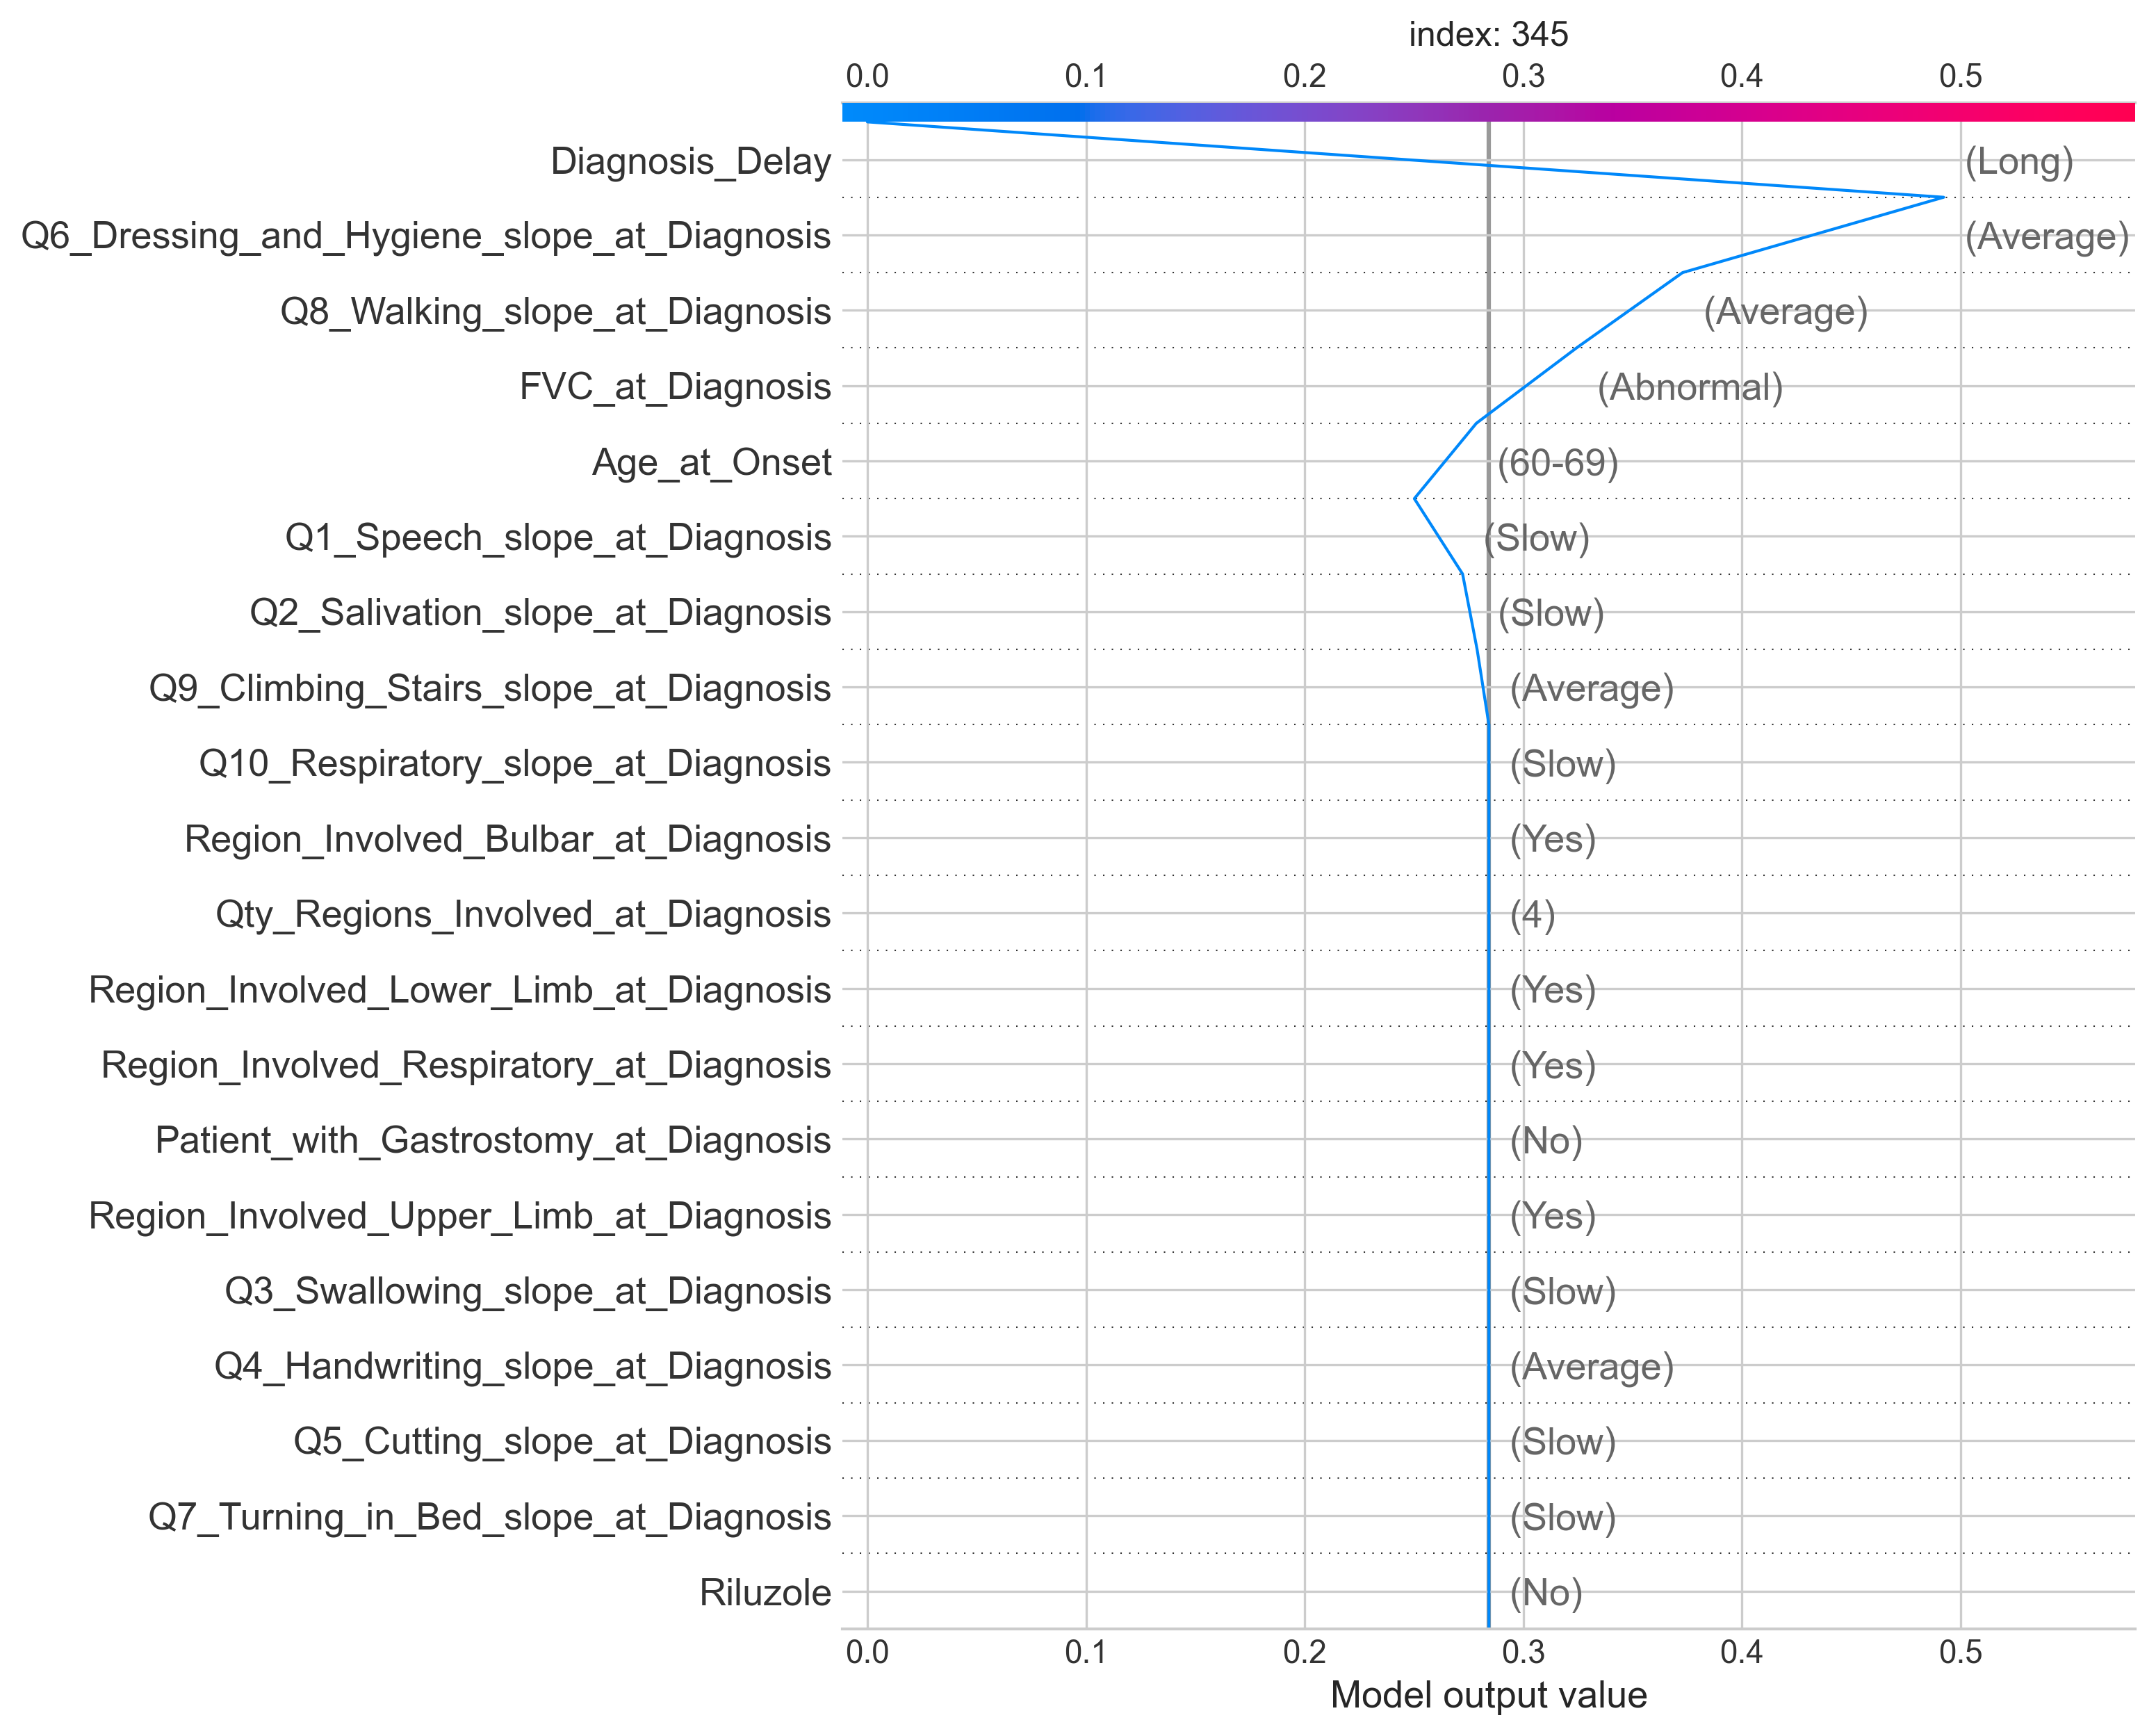 index: 345
0.0 0.1 0.2 0.3 0.4 0.5
Diagnosis_Delay (Long)
Q6_Dressing_and_Hygiene_slope_at_Diagnosis (Average)
Q8_Walking_slope_at_Diagnosis (Average)
FVC_at_Diagnosis (Abnormal)
Age_at_Onset (60-69)
Q1_Speech_slope_at_Diagnosis (Slow)
Q2_Salivation_slope_at_Diagnosis (Slow)
Q9_Climbing_Stairs_slope_at_Diagnosis (Average)
Q10_Respiratory_slope_at_Diagnosis (Slow)
Region_Involved_Bulbar_at_Diagnosis (Yes)
Qty_Regions_Involved_at_Diagnosis (4)
Region_Involved_Lower_Limb_at_Diagnosis (Yes)
Region_Involved_Respiratory_at_Diagnosis (Yes)
Patient_with_Gastrostomy_at_Diagnosis (No)
Region_Involved_Upper_Limb_at_Diagnosis (Yes)
Q3_Swallowing_slope_at_Diagnosis (Slow)
Q4_Handwriting_slope_at_Diagnosis (Average)
Q5_Cutting_slope_at_Diagnosis (Slow)
Q7_Turning_in_Bed_slope_at_Diagnosis (Slow)
Riluzole (No)
0.0 0.1 0.2 0.3 0.4 0.5
Model output value